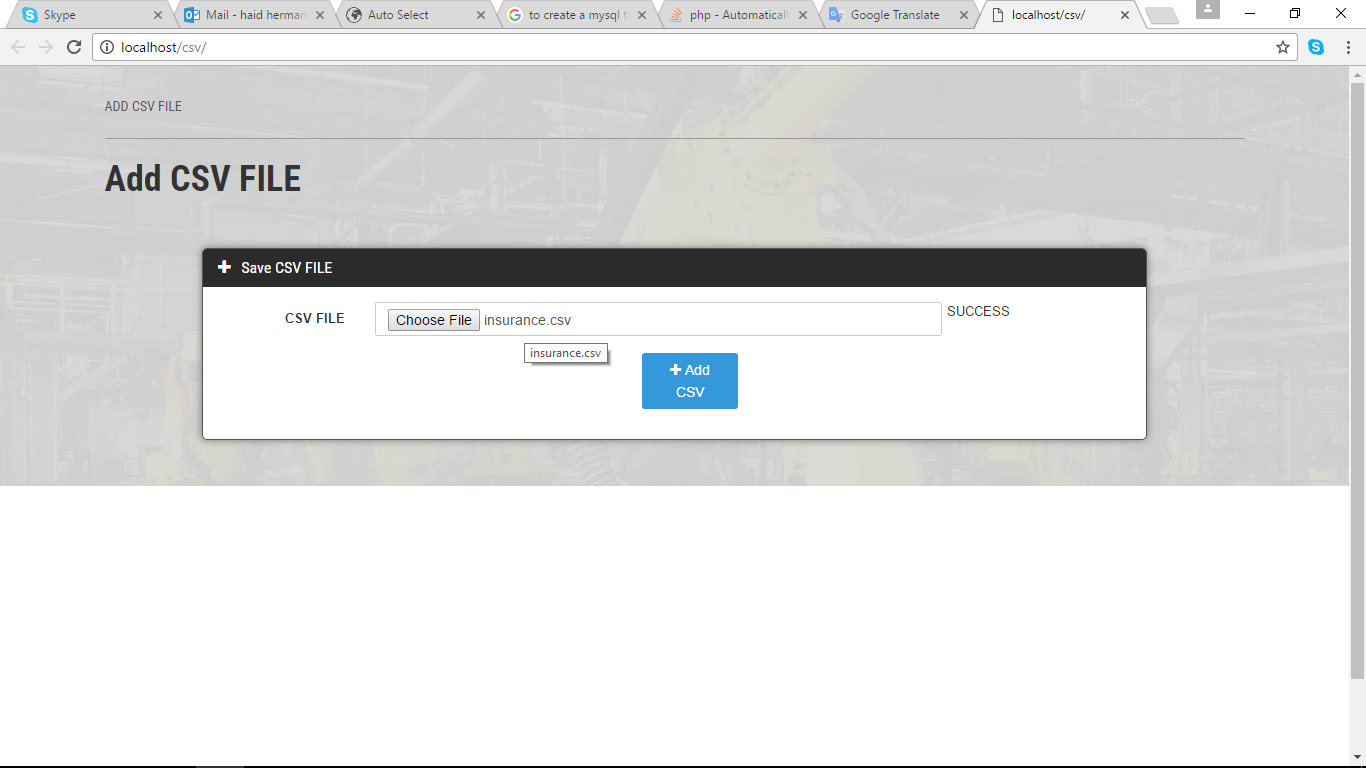 Skype
Mail - haid herman
Auto Select
to create a mysql t
php - Automaticall
Google Translate
localhost/csv/
localhost/csv/
ADD CSV FILE
Add CSV FILE
Save CSV FILE
CSV FILE
Choose File insurance.csv
SUCCESS
insurance.csv
Add
CSV